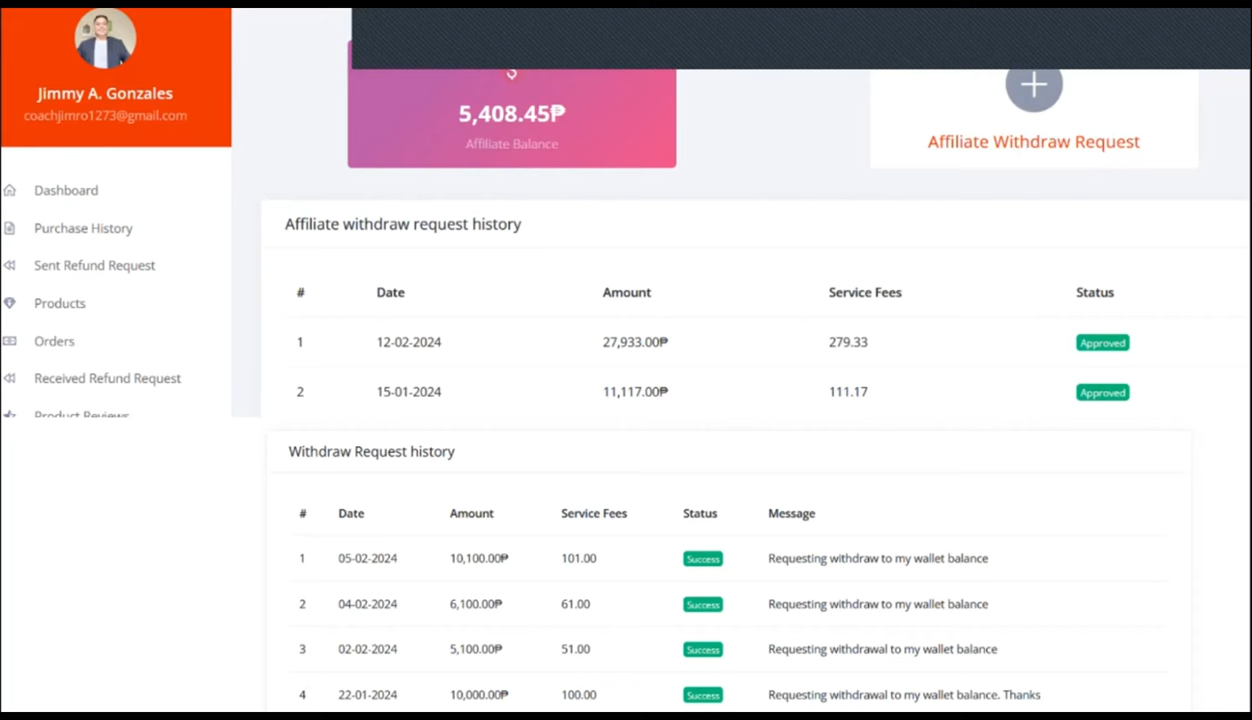 Jimmy A. Gonzales
coachjimro1273@gmail.com
Dashboard
Purchase History
Sent Refund Request
Products
Orders
Received Refund Request
Product Reviews
5,408.45₱
Affiliate Balance
Affiliate Withdraw Request
Affiliate withdraw request history
# Date Amount Service Fees Status
1 12-02-2024 27,933.00₱ 279.33 Approved
2 15-01-2024 11,117.00₱ 111.17 Approved
Withdraw Request history
# Date Amount Service Fees Status Message
1 05-02-2024 10,100.00₱ 101.00 Success Requesting withdraw to my wallet balance
2 04-02-2024 6,100.00₱ 61.00 Success Requesting withdraw to my wallet balance
3 02-02-2024 5,100.00₱ 51.00 Success Requesting withdrawal to my wallet balance
4 22-01-2024 10,000.00₱ 100.00 Success Requesting withdrawal to my wallet balance. Thanks